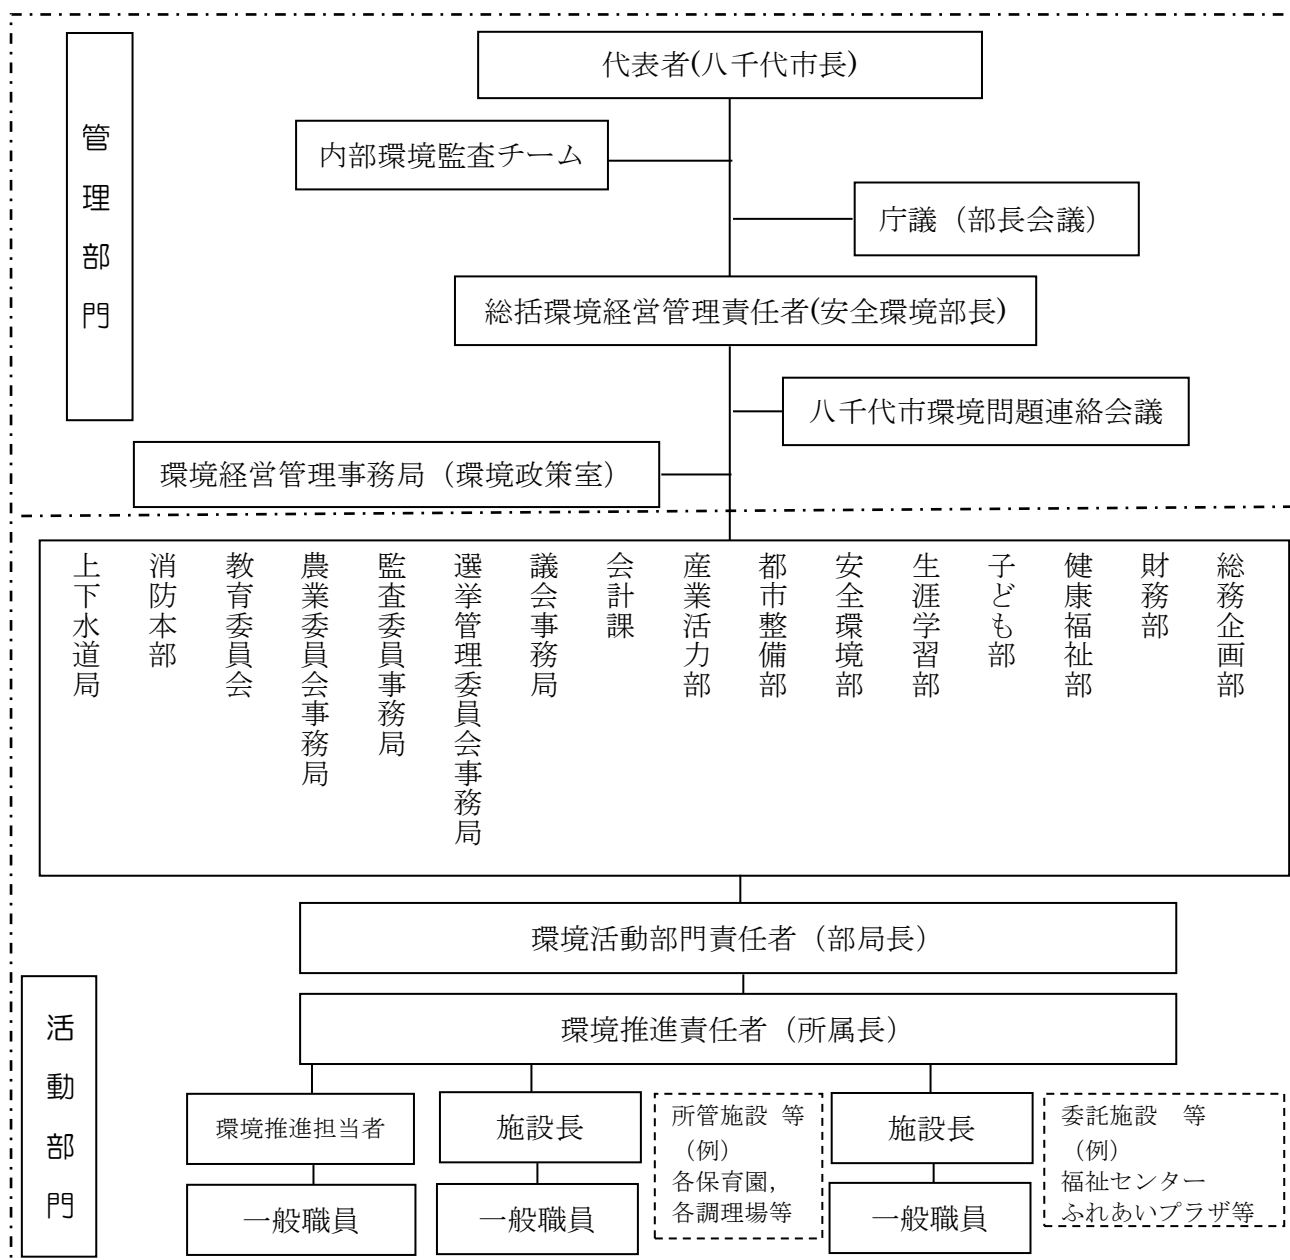 管理部門
代表者(八千代市長)
内部環境監査チーム
庁議（部長会議）
総括環境経営管理責任者(安全環境部長)
八千代市環境問題連絡会議
環境経営管理事務局（環境政策室）
総務企画部
財務部
健康福祉部
子ども部
生涯学習部
安全環境部
都市整備部
産業活力部
会計課
議会事務局
選挙管理委員会事務局
監査委員事務局
農業委員会事務局
教育委員会
消防本部
上下水道局
環境活動部門責任者（部局長）
活動部門
環境推進責任者（所属長）
環境推進担当者
一般職員
施設長
一般職員
所管施設 等
（例）
各保育園，
各調理場等
施設長
一般職員
委託施設　等
（例）
福祉センター
ふれあいプラザ等